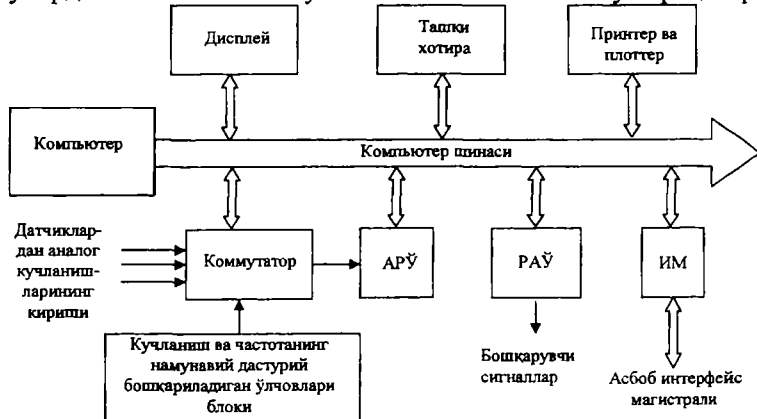 Дисплей
Ташқи
хотира
Принтер ва
плоттер
Компьютер
Компьютер шинаси
Датчиклар-
дан аналог
кучланиш-
ларининг
кириши
Коммутатор
АРЎ
РАЎ
ИМ
Кучланиш ва частотанинг
намунавий дастурий
бошқариладиган ўлчовлари
блоки
Бошқарувчи
сигналлар
Асбоб интерфейс
магистрали